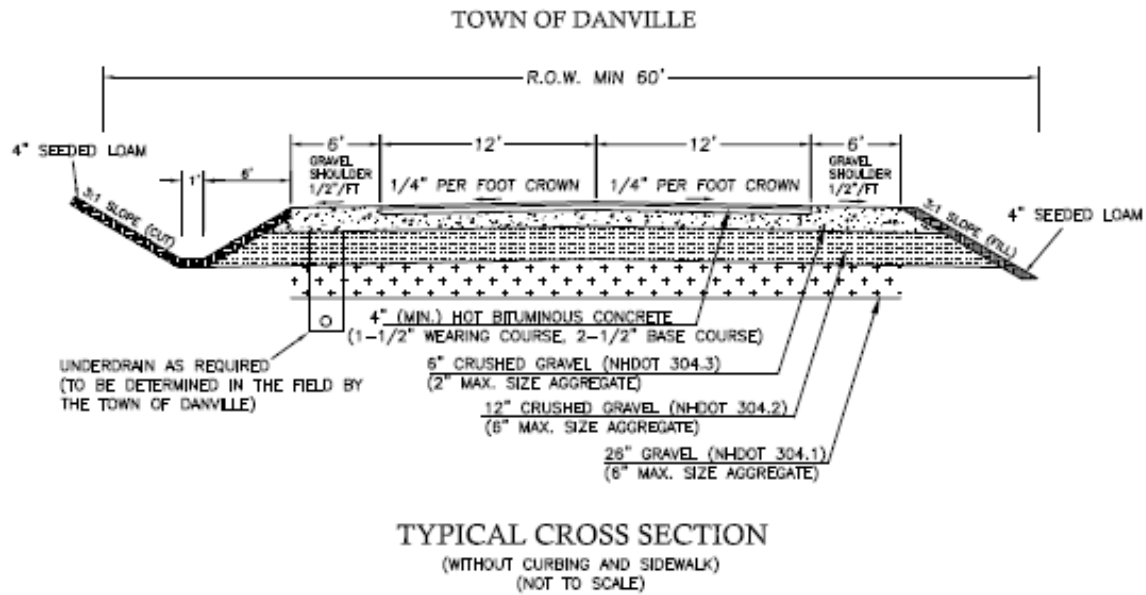 TOWN OF DANVILLE
R.O.W. MIN 60'
4" SEEDED LOAM
1'
6'
6'
12'
12'
6'
GRAVEL
SHOULDER
1/2"/FT
1/4" PER FOOT CROWN
1/4" PER FOOT CROWN
GRAVEL
SHOULDER
1/2"/FT
3:1 SLOPE (CUT)
3:1 SLOPE (FILL)
4" SEEDED LOAM
4" (MIN.) HOT BITUMINOUS CONCRETE
(1-1/2" WEARING COURSE, 2-1/2" BASE COURSE)
UNDERDRAIN AS REQUIRED
(TO BE DETERMINED IN THE FIELD BY
THE TOWN OF DANVILLE)
6" CRUSHED GRAVEL (NHDOT 304.3)
(2" MAX. SIZE AGGREGATE)
12" CRUSHED GRAVEL (NHDOT 304.2)
(6" MAX. SIZE AGGREGATE)
26" GRAVEL (NHDOT 304.1)
(6" MAX. SIZE AGGREGATE)
TYPICAL CROSS SECTION
(WITHOUT CURBING AND SIDEWALK)
(NOT TO SCALE)